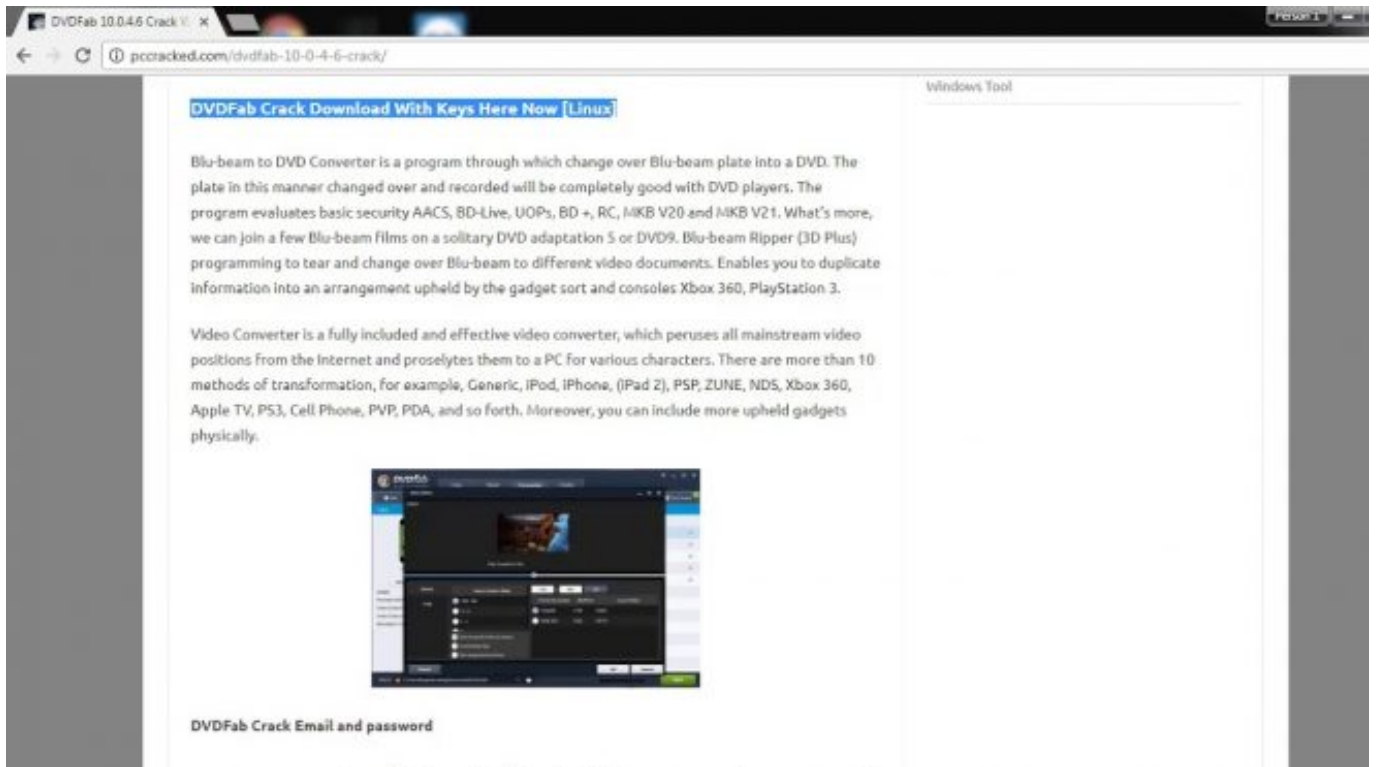 DVDFab 10.0.4.6 Crack
Person 1
pccracked.com/dvdfab-10-0-4-6-crack/
Windows Tool
DVDFab Crack Download With Keys Here Now [Linux]
Blu-beam to DVD Converter is a program through which change over Blu-beam plate into a DVD. The
plate in this manner changed over and recorded will be completely good with DVD players. The
program evaluates basic security AACS, BD-Live, UOPs, BD +, RC, MKB V20 and MKB V21. What's more,
we can join a few Blu-beam films on a solitary DVD adaptation 5 or DVD9. Blu-beam Ripper (3D Plus)
programming to tear and change over Blu-beam to different video documents. Enables you to duplicate
information into an arrangement upheld by the gadget sort and consoles Xbox 360, PlayStation 3.
Video Converter is a fully included and effective video converter, which peruses all mainstream video
positions from the Internet and proselytes them to a PC for various characters. There are more than 10
methods of transformation, for example, Generic, iPod, iPhone, (iPad 2), PSP, ZUNE, NDS, Xbox 360,
Apple TV, PS3, Cell Phone, PVP, PDA, and so forth. Moreover, you can include more upheld gadgets
physically.
DVDFab Crack Email and password